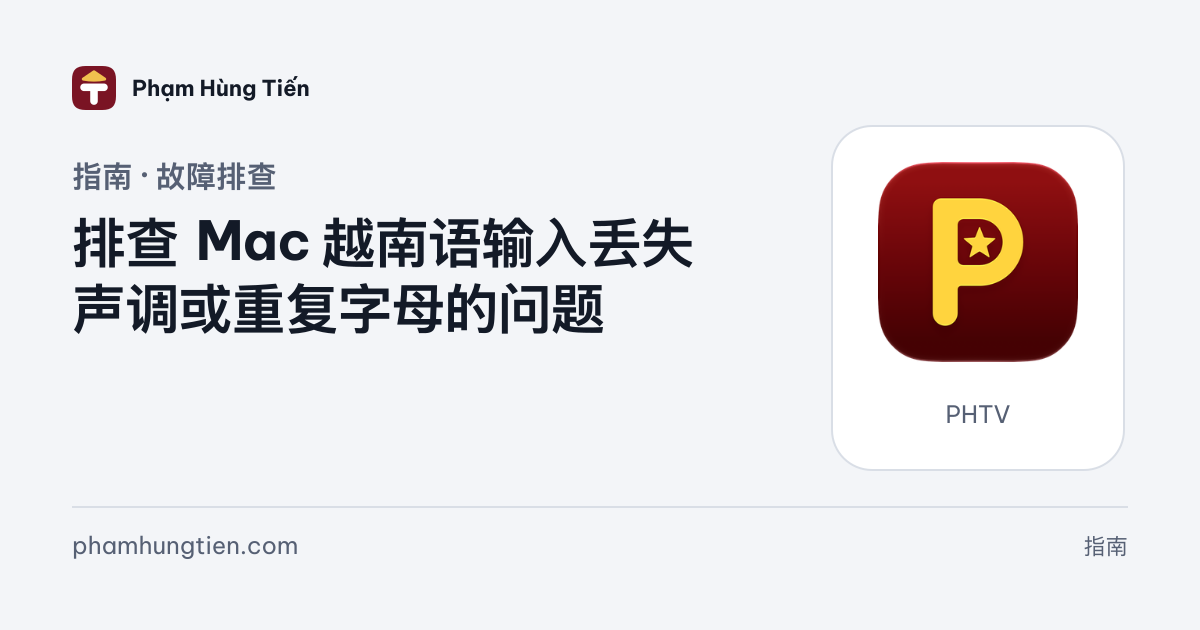 Phạm Hùng Tiến
指南 · 故障排查
排查 Mac 越南语输入丢失
声调或重复字母的问题
PHTV
phamhungtien.com
指南